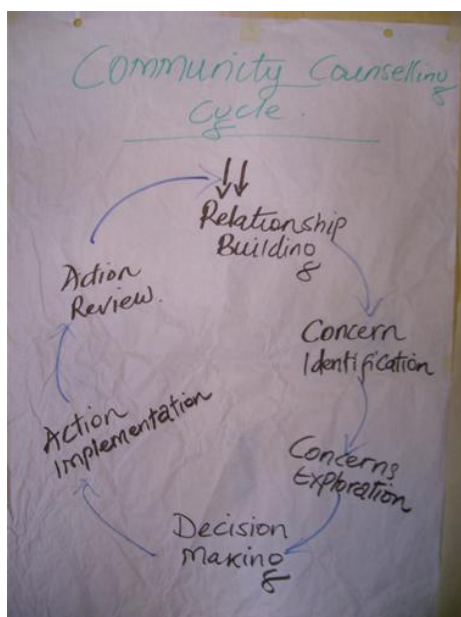 Community Counselling
Cycle.
Relationship
Building
Concern
Identification
Concerns
Exploration
Decision
Making
Action
Implementation
Action
Review.